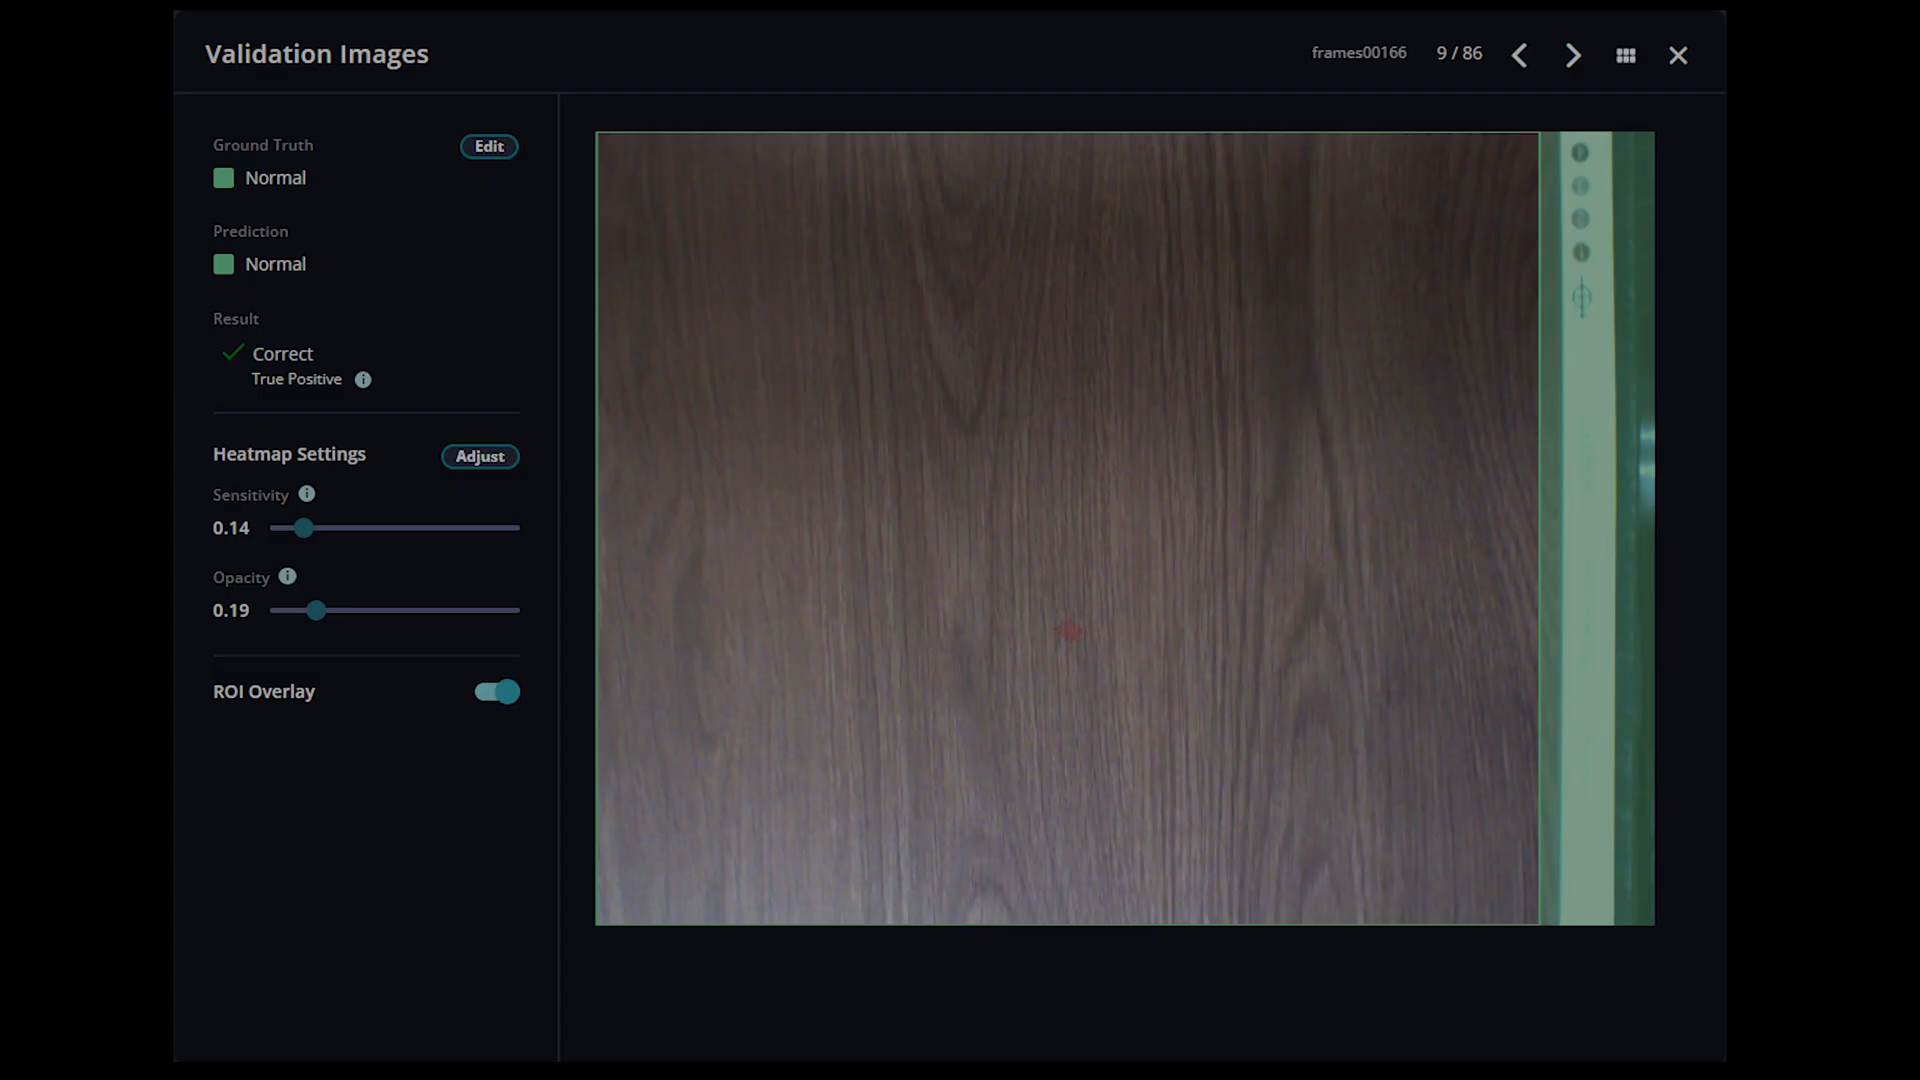 Validation Images
frames00166
9 / 86
Ground Truth
Edit
Normal
Prediction
Normal
Result
Correct
True Positive
Heatmap Settings
Adjust
Sensitivity
0.14
Opacity
0.19
ROI Overlay